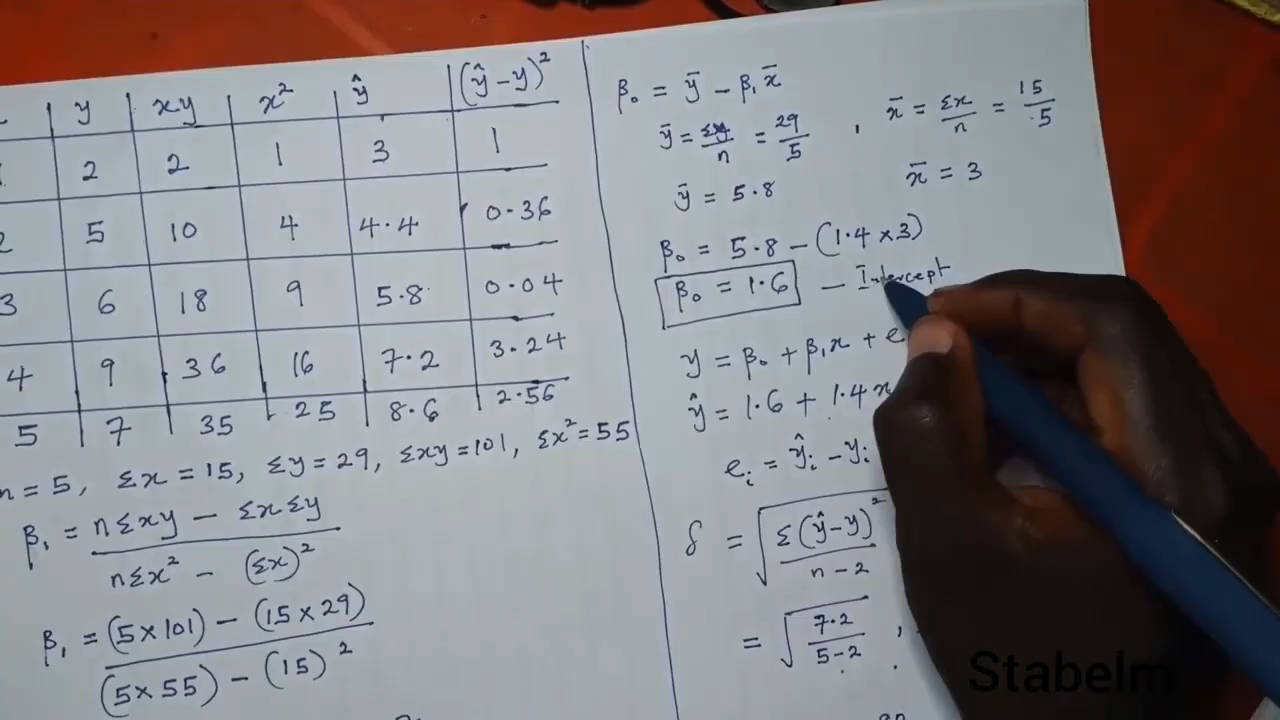 y xy x² ŷ (ŷ-y)²
2 2 1 3 1
2 5 10 4 4.4 0.36
3 6 18 9 5.8 0.04
4 9 36 16 7.2 3.24
5 7 35 25 8.6 2.56
n = 5, Σx = 15, Σy = 29, Σxy = 101, Σx² = 55
β₁ = nΣxy - ΣxΣy
nΣx² - (Σx)²
β₁ = (5×101) - (15×29)
(5×55) - (15)²
β₀ = ȳ - β₁x̄
ȳ = Σy/n = 29/5 , x̄ = Σx/n = 15/5
ȳ = 5.8 x̄ = 3
β₀ = 5.8 - (1.4×3)
β₀ = 1.6 - Intercept
y = β₀ + β₁x + e
ŷ = 1.6 + 1.4x
eᵢ = ŷᵢ - yᵢ
δ = √ Σ(ŷ-y)²
n-2
= √ 7.2 ,
5-2
Stabelm